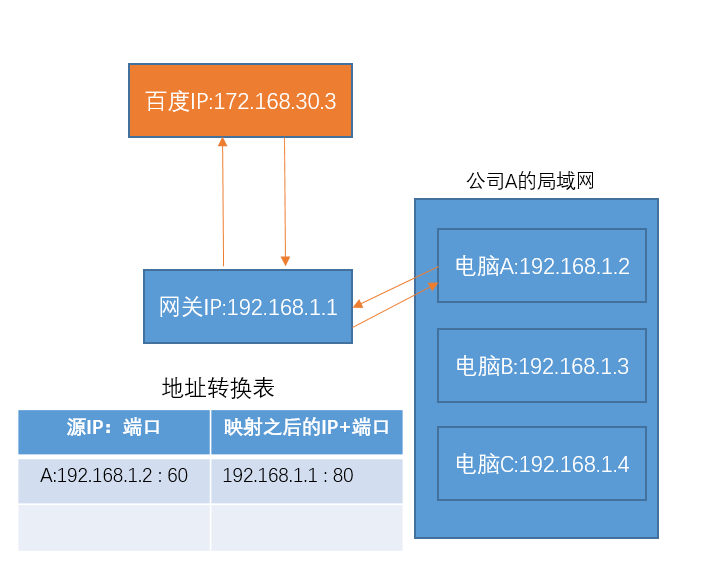 百度IP:172.168.30.3
公司A的局域网
电脑A:192.168.1.2
网关IP:192.168.1.1
电脑B:192.168.1.3
电脑C:192.168.1.4
地址转换表
源IP：端口 映射之后的IP+端口
A:192.168.1.2 : 60 192.168.1.1 : 80